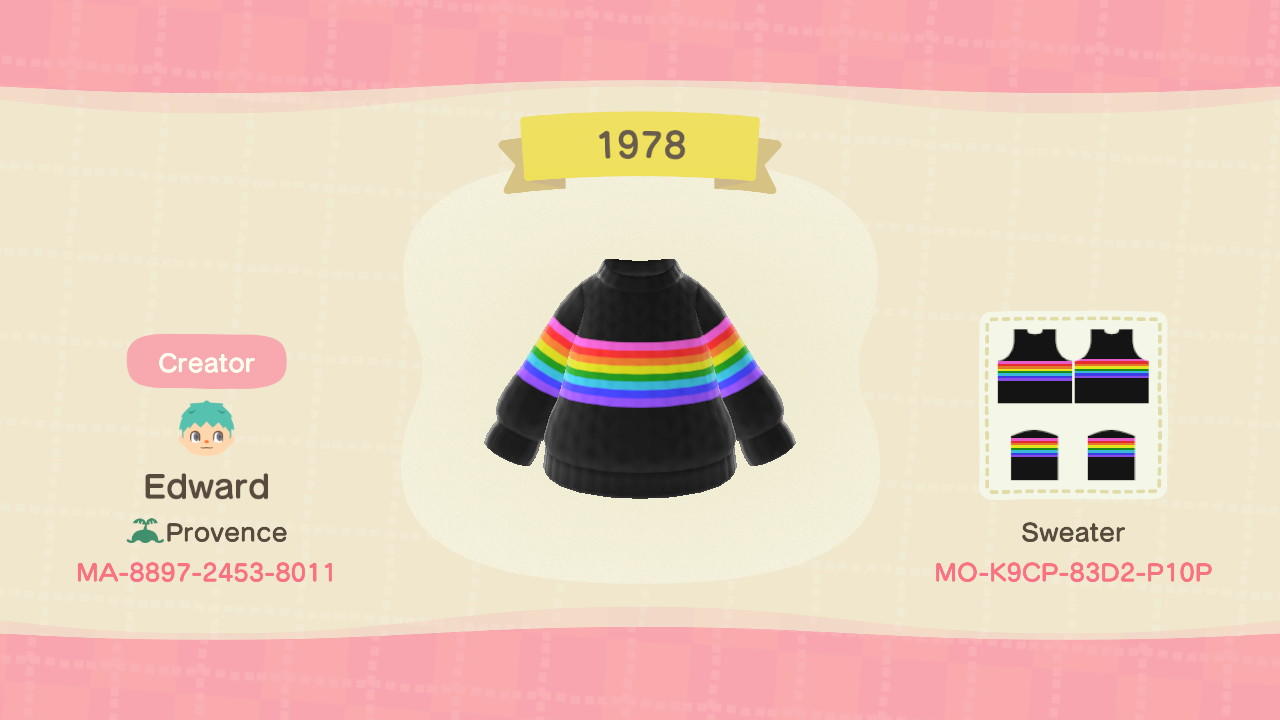 1978
Creator
Edward
Provence
MA-8897-2453-8011
Sweater
MO-K9CP-83D2-P10P